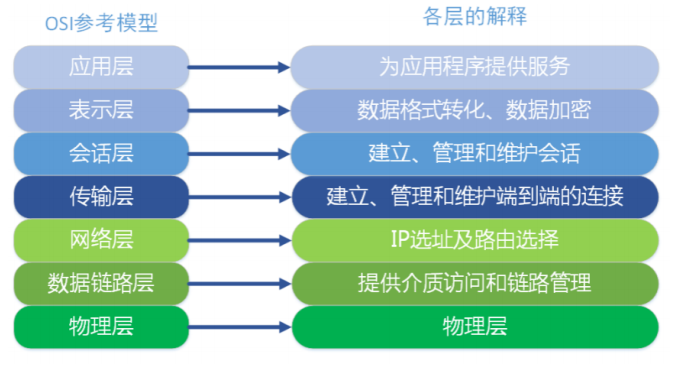 OSI参考模型 各层的解释
应用层 为应用程序提供服务
表示层 数据格式转化、数据加密
会话层 建立、管理和维护会话
传输层 建立、管理和维护端到端的连接
网络层 IP选址及路由选择
数据链路层 提供介质访问和链路管理
物理层 物理层